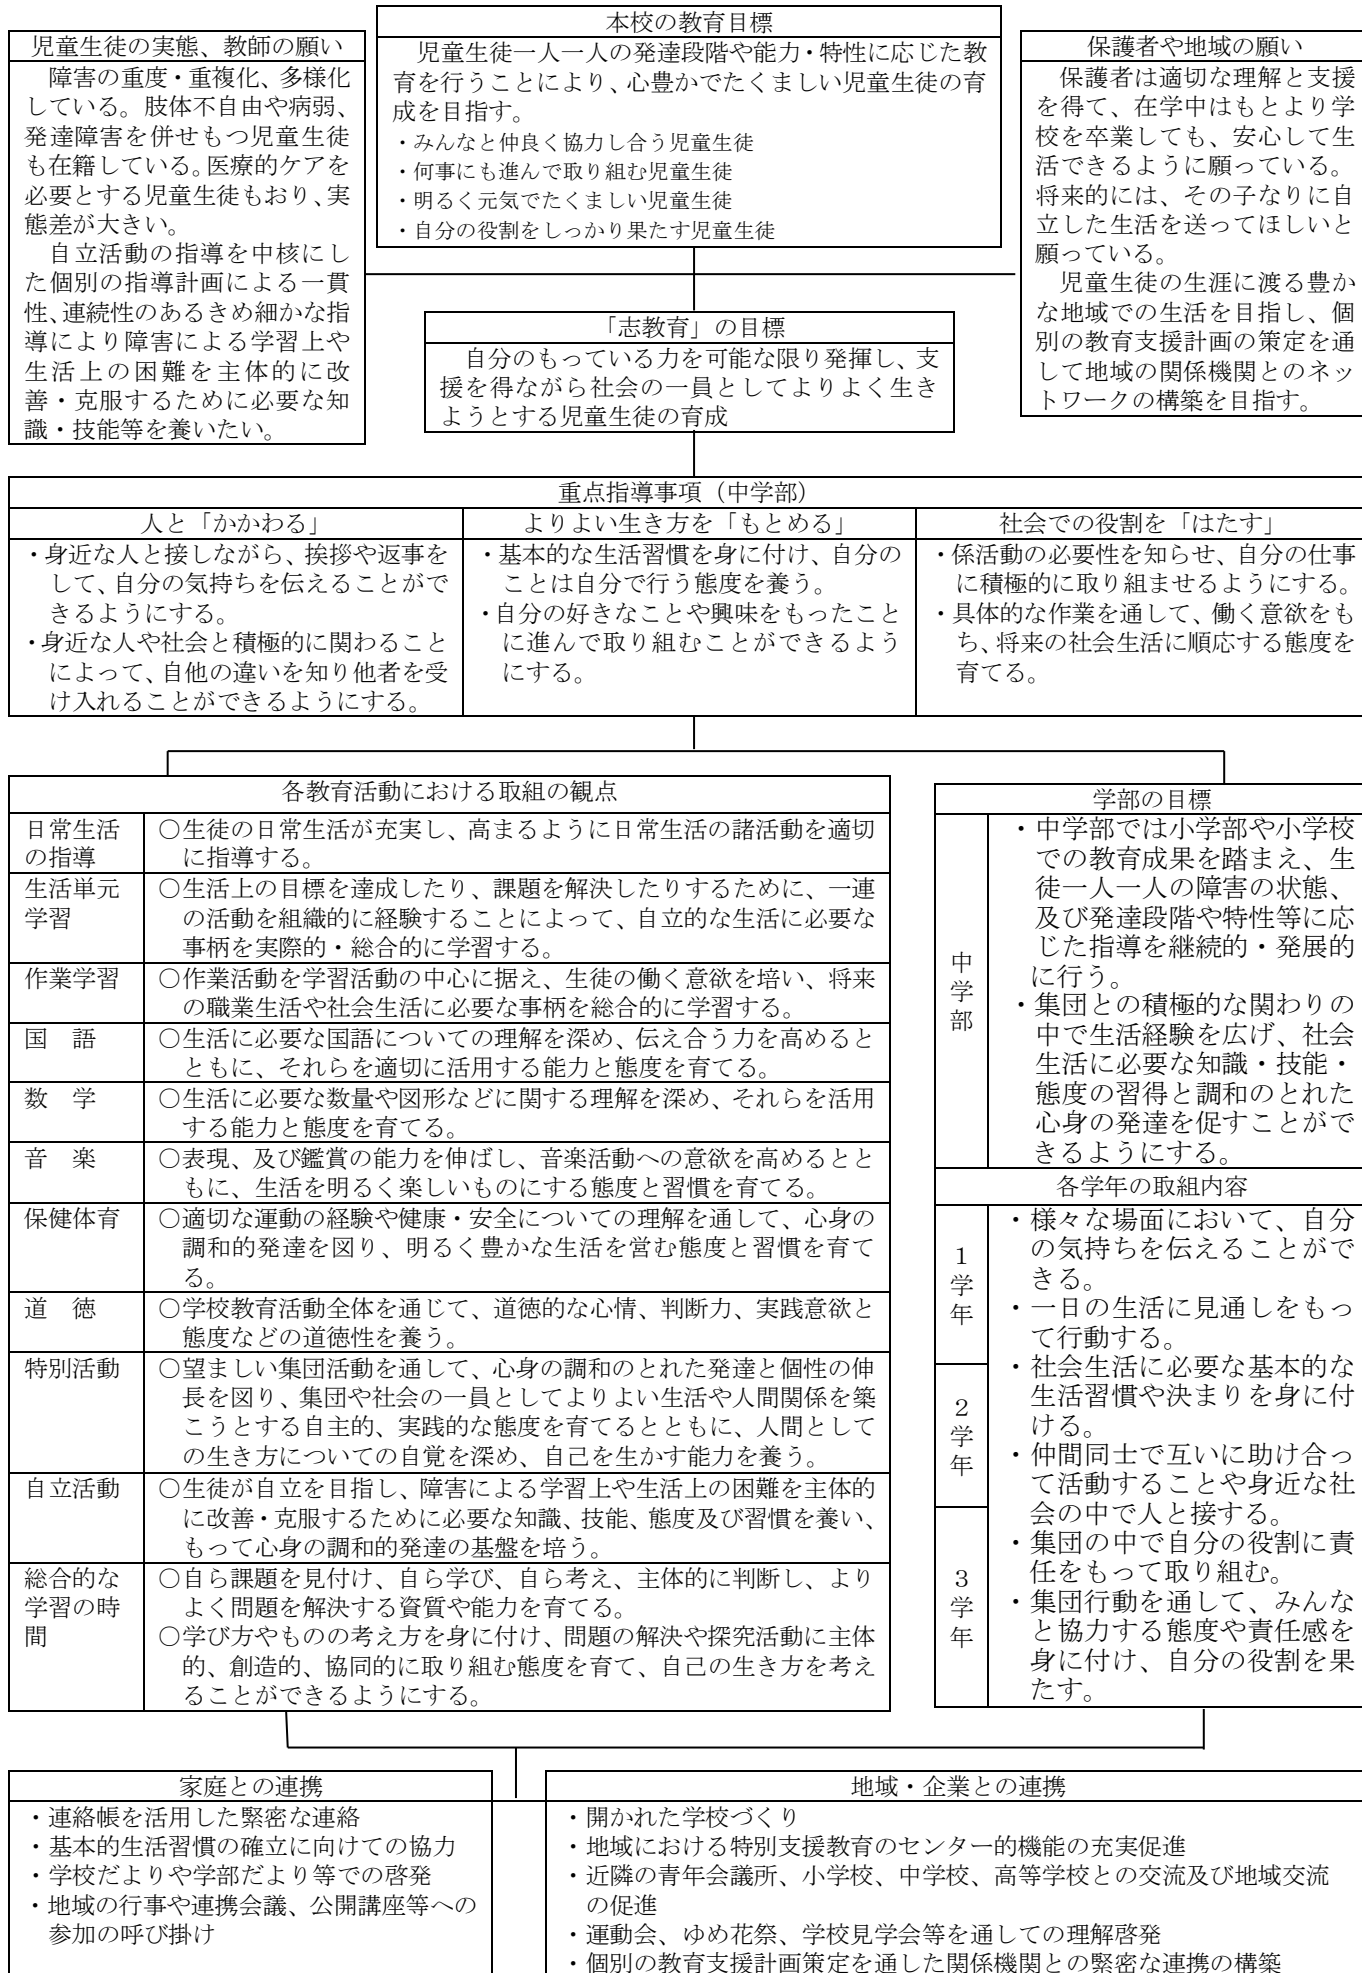 本校の教育目標
児童生徒一人一人の発達段階や能力・特性に応じた教
育を行うことにより、心豊かでたくましい児童生徒の育
成を目指す。
・みんなと仲良く協力し合う児童生徒
・何事にも進んで取り組む児童生徒
・明るく元気でたくましい児童生徒
・自分の役割をしっかり果たす児童生徒
児童生徒の実態、教師の願い
障害の重度・重複化、多様化
している。肢体不自由や病弱、
発達障害を併せもつ児童生徒
も在籍している。医療的ケアを
必要とする児童生徒もおり、実
態差が大きい。
自立活動の指導を中核にし
た個別の指導計画による一貫
性、連続性のあるきめ細かな指
導により障害による学習上や
生活上の困難を主体的に改
善・克服するために必要な知
識・技能等を養いたい。
保護者や地域の願い
保護者は適切な理解と支援
を得て、在学中はもとより学
校を卒業しても、安心して生
活できるように願っている。
将来的には、その子なりに自
立した生活を送ってほしいと
願っている。
児童生徒の生涯に渡る豊か
な地域での生活を目指し、個
別の教育支援計画の策定を通
して地域の関係機関とのネッ
トワークの構築を目指す。
「志教育」の目標
自分のもっている力を可能な限り発揮し、支
援を得ながら社会の一員としてよりよく生き
ようとする児童生徒の育成
重点指導事項（中学部）
人と「かかわる」
・身近な人と接しながら、挨拶や返事を
して、自分の気持ちを伝えることがで
きるようにする。
・身近な人や社会と積極的に関わること
によって、自他の違いを知り他者を受
け入れることができるようにする。
よりよい生き方を「もとめる」
・基本的な生活習慣を身に付け、自分の
ことは自分で行う態度を養う。
・自分の好きなことや興味をもったこと
に進んで取り組むことができるよう
にする。
社会での役割を「はたす」
・係活動の必要性を知らせ、自分の仕事
に積極的に取り組ませるようにする。
・具体的な作業を通して、働く意欲をも
ち、将来の社会生活に順応する態度を
育てる。
各教育活動における取組の観点
日常生活
の指導
○生徒の日常生活が充実し、高まるように日常生活の諸活動を適切
に指導する。
生活単元
学習
○生活上の目標を達成したり、課題を解決したりするために、一連
の活動を組織的に経験することによって、自立的な生活に必要な
事柄を実際的・総合的に学習する。
作業学習
○作業活動を学習活動の中心に据え、生徒の働く意欲を培い、将来
の職業生活や社会生活に必要な事柄を総合的に学習する。
国　語
○生活に必要な国語についての理解を深め、伝え合う力を高めると
ともに、それらを適切に活用する能力と態度を育てる。
数　学
○生活に必要な数量や図形などに関する理解を深め、それらを活用
する能力と態度を育てる。
音　楽
○表現、及び鑑賞の能力を伸ばし、音楽活動への意欲を高めるとと
もに、生活を明るく楽しいものにする態度と習慣を育てる。
保健体育
○適切な運動の経験や健康・安全についての理解を通して、心身の
調和的発達を図り、明るく豊かな生活を営む態度と習慣を育て
る。
道　徳
○学校教育活動全体を通じて、道徳的な心情、判断力、実践意欲と
態度などの道徳性を養う。
特別活動
○望ましい集団活動を通して、心身の調和のとれた発達と個性の伸
長を図り、集団や社会の一員としてよりよい生活や人間関係を築
こうとする自主的、実践的な態度を育てるとともに、人間として
の生き方についての自覚を深め、自己を生かす能力を養う。
自立活動
○生徒が自立を目指し、障害による学習上や生活上の困難を主体的
に改善・克服するために必要な知識、技能、態度及び習慣を養い、
もって心身の調和的発達の基盤を培う。
総合的な
学習の時
間
○自ら課題を見付け、自ら学び、自ら考え、主体的に判断し、より
よく問題を解決する資質や能力を育てる。
○学び方やものの考え方を身に付け、問題の解決や探究活動に主体
的、創造的、協同的に取り組む態度を育て、自己の生き方を考え
ることができるようにする。
学部の目標
中学部
・中学部では小学部や小学校
での教育成果を踏まえ、生
徒一人一人の障害の状態、
及び発達段階や特性等に応
じた指導を継続的・発展的
に行う。
・集団との積極的な関わりの
中で生活経験を広げ、社会
生活に必要な知識・技能・
態度の習得と調和のとれた
心身の発達を促すことがで
きるようにする。
各学年の取組内容
1学年
・様々な場面において、自分
の気持ちを伝えることがで
きる。
・一日の生活に見通しをもっ
て行動する。
2学年
・社会生活に必要な基本的な
生活習慣や決まりを身に付
ける。
・仲間同士で互いに助け合っ
て活動することや身近な社
会の中で人と接する。
3学年
・集団の中で自分の役割に責
任をもって取り組む。
・集団行動を通して、みんな
と協力する態度や責任感を
身に付け、自分の役割を果
たす。
家庭との連携
・連絡帳を活用した緊密な連絡
・基本的生活習慣の確立に向けての協力
・学校だよりや学部だより等での啓発
・地域の行事や連携会議、公開講座等への
参加の呼び掛け
地域・企業との連携
・開かれた学校づくり
・地域における特別支援教育のセンター的機能の充実促進
・近隣の青年会議所、小学校、中学校、高等学校との交流及び地域交流
の促進
・運動会、ゆめ花祭、学校見学会等を通しての理解啓発
・個別の教育支援計画策定を通した関係機関との緊密な連携の構築